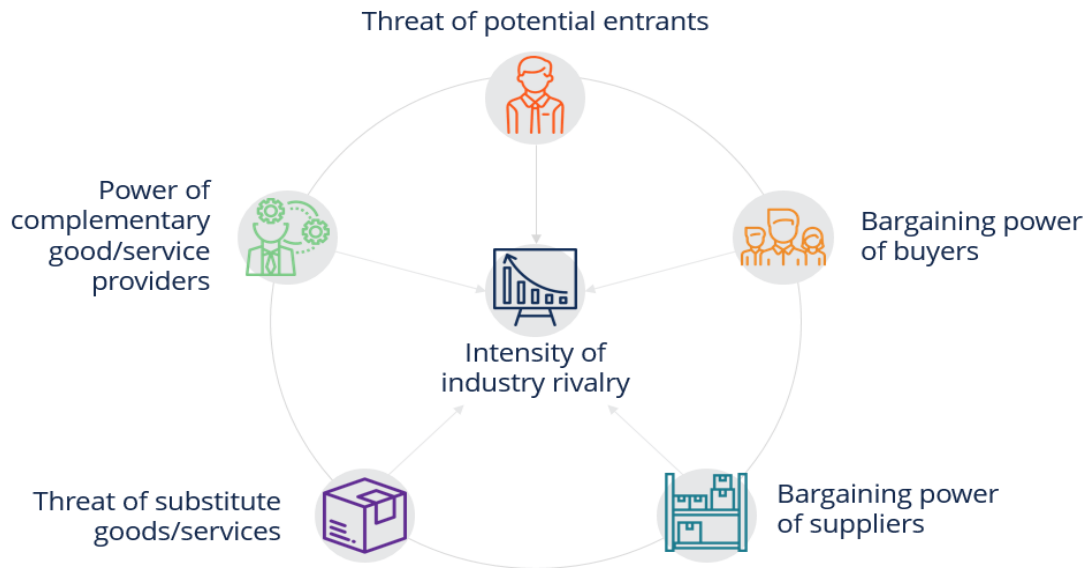 Threat of potential entrants
Power of
complementary
good/service
providers
Bargaining power
of buyers
Intensity of
industry rivalry
Threat of substitute
goods/services
Bargaining power
of suppliers